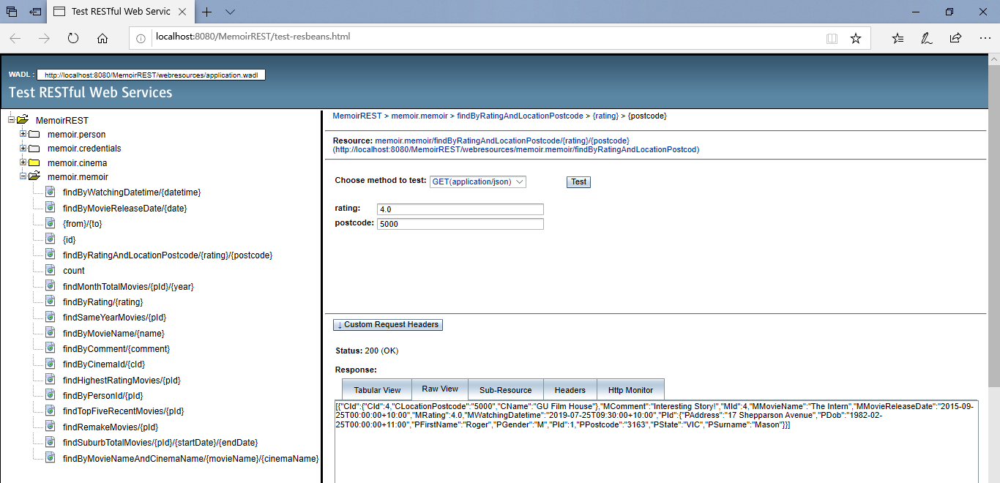 Test RESTful Web Servic
localhost:8080/MemoirREST/test-resbeans.html
WADL : http://localhost:8080/MemoirREST/webresources/application.wadl
Test RESTful Web Services
MemoirREST
memoir.person
memoir.credentials
memoir.cinema
memoir.memoir
findByWatchingDatetime/{datetime}
findByMovieReleaseDate/{date}
{from}/{to}
{id}
findByRatingAndLocationPostcode/{rating}/{postcode}
count
findMonthTotalMovies/{pId}/{year}
findByRating/{rating}
findSameYearMovies/{pId}
findByMovieName/{name}
findByComment/{comment}
findByCinemaId/{cId}
findHighestRatingMovies/{pId}
findByPersonId/{pId}
findTopFiveRecentMovies/{pId}
findRemakeMovies/{pId}
findSuburbTotalMovies/{pId}/{startDate}/{endDate}
findByMovieNameAndCinemaName/{movieName}/{cinemaName}
MemoirREST > memoir.memoir > findByRatingAndLocationPostcode > {rating} > {postcode}
Resource: memoir.memoir/findByRatingAndLocationPostcode/{rating}/{postcode}
(http://localhost:8080/MemoirREST/webresources/memoir.memoir/findByRatingAndLocationPostcod)
Choose method to test: GET(application/json) Test
rating: 4.0
postcode: 5000
↓ Custom Request Headers
Status: 200 (OK)
Response:
Tabular View Raw View Sub-Resource Headers Http Monitor
[{"CId":{"CId":4,"CLocationPostcode":"5000","CName":"GU Film House"},"MComment":"Interesting Story!","MId":4,"MMovieName":"The Intern","MMovieReleaseDate":"2015-09-
25T00:00:00+10:00","MRating":4.0,"MWatchingDatetime":"2019-07-25T09:30:00+10:00","PId":{"PAddress":"17 Shepparson Avenue","PDob":"1982-02-
25T00:00:00+11:00","PFirstName":"Roger","PGender":"M","PId":1,"PPostcode":"3163","PState":"VIC","PSurname":"Mason"}}]